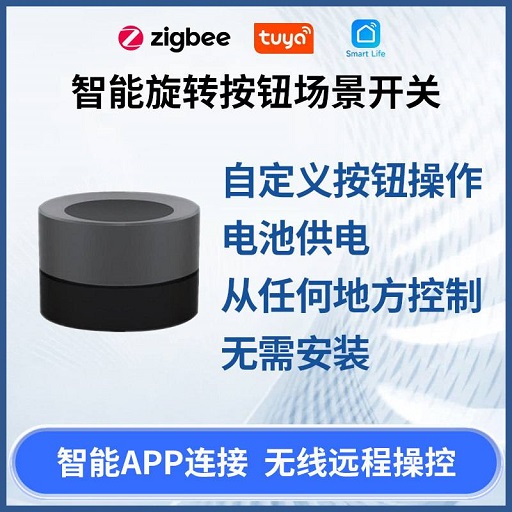 zigbee tuya Smart Life
智能旋转按钮场景开关
自定义按钮操作
电池供电
从任何地方控制
无需安装
智能APP连接 无线远程操控